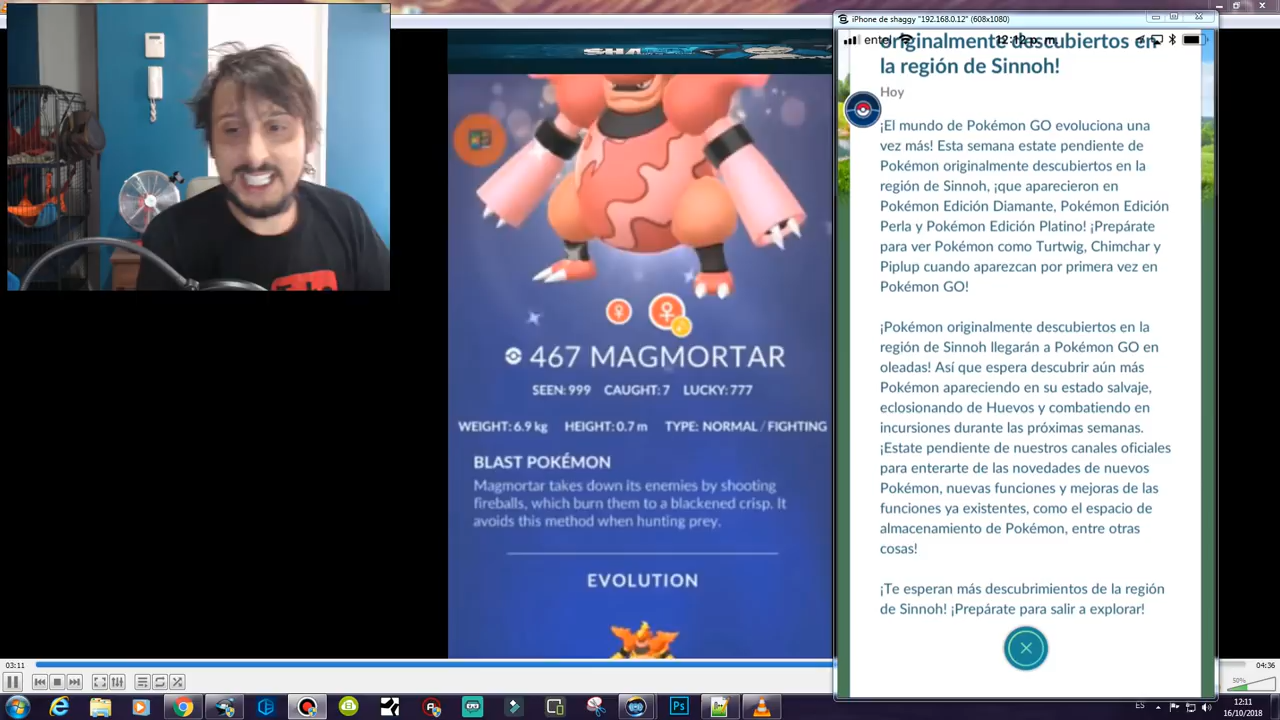 iPhone de shaggy "192.168.0.12" (608x1080)
entel
12:12 p. m.
originalmente descubiertos en
la región de Sinnoh!
Hoy
¡El mundo de Pokémon GO evoluciona una
vez más! Esta semana estate pendiente de
Pokémon originalmente descubiertos en la
región de Sinnoh, ¡que aparecieron en
Pokémon Edición Diamante, Pokémon Edición
Perla y Pokémon Edición Platino! ¡Prepárate
para ver Pokémon como Turtwig, Chimchar y
Piplup cuando aparezcan por primera vez en
Pokémon GO!
¡Pokémon originalmente descubiertos en la
región de Sinnoh llegarán a Pokémon GO en
oleadas! Así que espera descubrir aún más
Pokémon apareciendo en su estado salvaje,
eclosionando de Huevos y combatiendo en
incursiones durante las próximas semanas.
¡Estate pendiente de nuestros canales oficiales
para enterarte de las novedades de nuevos
Pokémon, nuevas funciones y mejoras de las
funciones ya existentes, como el espacio de
almacenamiento de Pokémon, entre otras
cosas!
¡Te esperan más descubrimientos de la región
de Sinnoh! ¡Prepárate para salir a explorar!
467 MAGMORTAR
SEEN: 999 CAUGHT: 7 LUCKY: 777
WEIGHT: 6.9 kg HEIGHT: 0.7 m TYPE: NORMAL / FIGHTING
BLAST POKÉMON
Magmortar takes down its enemies by shooting
fireballs, which burn them to a blackened crisp. It
avoids this method when hunting prey.
EVOLUTION
03:11
04:36
50%
Ps
ES
12:11
16/10/2018